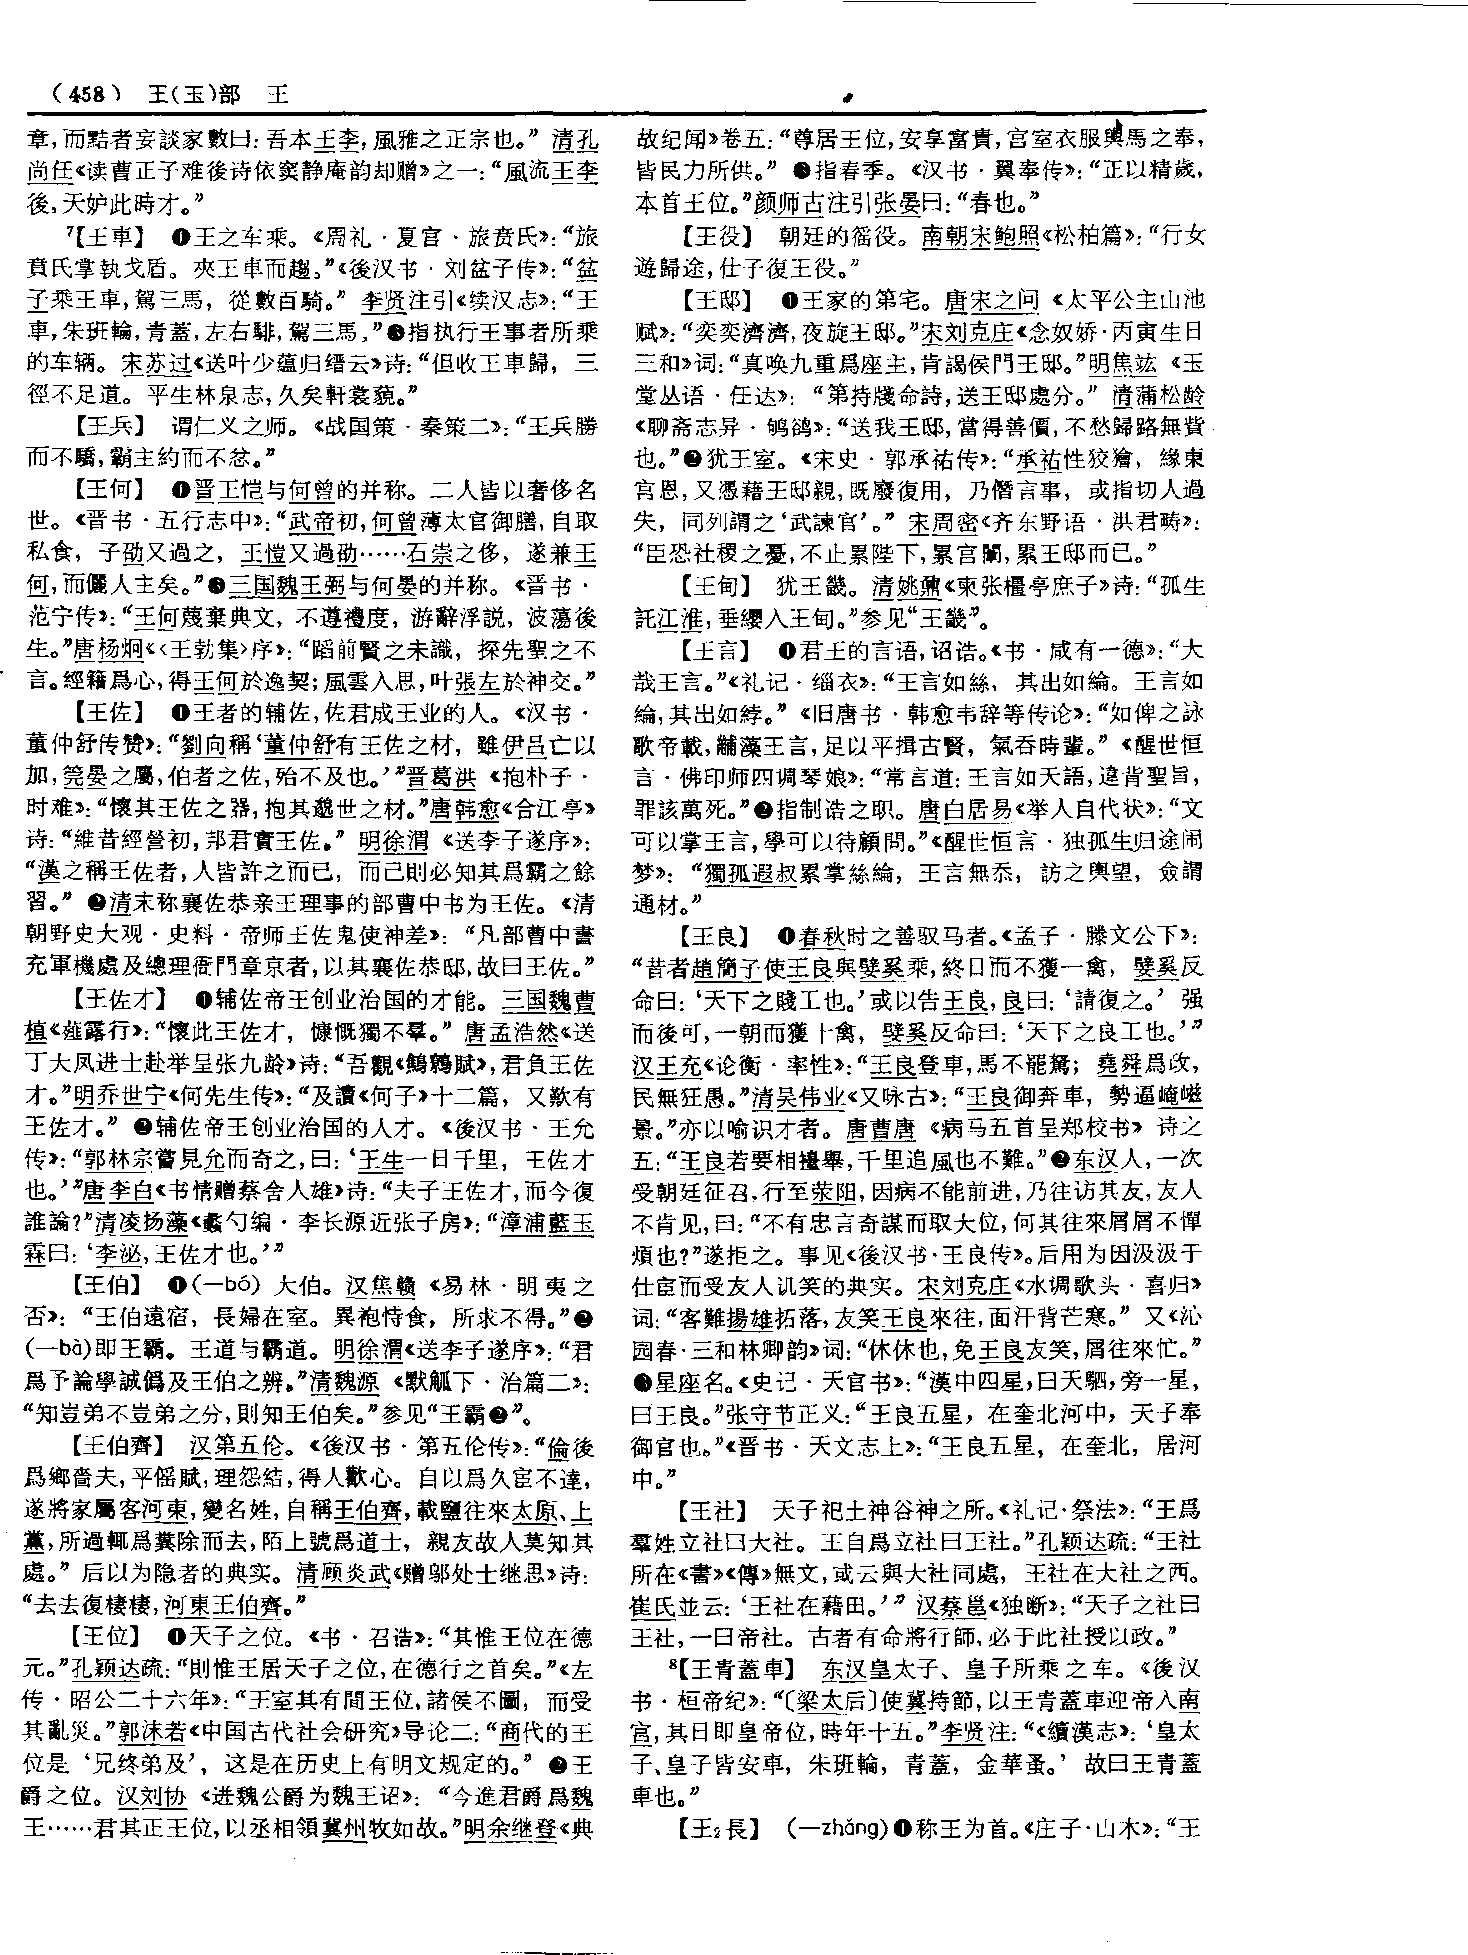 （458） 王(玉)部 王
章，而黠者妄談家數曰：吾本王李，風雅之正宗也。”清孔
尚任《读曹正子难後诗依窦静庵韵却赠》之一：“風流王李
後，天妒此時才。”
7【王車】 ❶王之车乘。《周礼·夏官·旅贲氏》：“旅
賁氏掌執戈盾。夾王車而趨。”《後汉书·刘盆子传》：“盆
子乘王車，駕三馬，從數百騎。”李贤注引《续汉志》：“王
車，朱班輪，青蓋，左右騑，駕三馬，”❷指执行王事者所乘
的车辆。宋苏过《送叶少蕴归缙云》诗：“但收王車歸，三
徑不足道。平生林泉志，久矣軒裳藐。”
【王兵】 谓仁义之师。《战国策·秦策二》：“王兵勝
而不驕，霸主約而不忿。”
【王何】 ❶晋王恺与何曾的并称。二人皆以奢侈名
世。《晋书·五行志中》：“武帝初，何曾薄太官御膳，自取
私食，子劭又過之，王愷又過劭……石崇之侈，遂兼王
何，而儷人主矣。”❷三国魏王弼与何晏的并称。《晋书·
范宁传》：“王何蔑棄典文，不遵禮度，游辭浮説，波蕩後
生。”唐杨炯《〈王勃集〉序》：“蹈前賢之未識，探先聖之不
言。經籍爲心，得王何於逸契；風雲入思，叶張左於神交。”
【王佐】 ❶王者的辅佐，佐君成王业的人。《汉书·
董仲舒传赞》：“劉向稱‘董仲舒有王佐之材，雖伊吕亡以
加，筦晏之屬，伯者之佐，殆不及也。’”晋葛洪《抱朴子·
时难》：“懷其王佐之器，抱其邈世之材。”唐韩愈《合江亭》
诗：“維昔經營初，邦君實王佐。”明徐渭《送李子遂序》：
“漢之稱王佐者，人皆許之而已，而己則必知其爲霸之餘
習。”❷清末称襄佐恭亲王理事的部曹中书为王佐。《清
朝野史大观·史料·帝师王佐鬼使神差》：“凡部曹中書
充軍機處及總理衙門章京者，以其襄佐恭邸，故曰王佐。”
【王佐才】 ❶辅佐帝王创业治国的才能。三国魏曹
植《薤露行》：“懷此王佐才，慷慨獨不羣。”唐孟浩然《送
丁大凤进士赴举呈张九龄》诗：“吾觀《鷦鷯賦》，君負王佐
才。”明乔世宁《何先生传》：“及讀《何子》十二篇，又歎有
王佐才。”❷辅佐帝王创业治国的人才。《後汉书·王允
传》：“郭林宗嘗見允而奇之，曰：‘王生一日千里，王佐才
也。’”唐李白《书情赠蔡舍人雄》诗：“夫子王佐才，而今復
誰論？”清凌扬藻《蠡勺编·李长源近张子房》：“漳浦藍玉
霖曰：‘李泌，王佐才也。’”
【王伯】 ❶(一bó) 大伯。汉焦赣《易林·明夷之
否》：“王伯遠宿，長婦在室。異袍恃食，所求不得。”❷
(一bà)即王霸。王道与霸道。明徐渭《送李子遂序》：“君
爲予論學誠僞及王伯之辨。”清魏源《默觚下·治篇二》：
“知豈弟不豈弟之分，則知王伯矣。”参见“王霸❷”。
【王伯齊】 汉第五伦。《後汉书·第五伦传》：“倫後
爲鄉嗇夫，平傜賦，理怨結，得人歡心。自以爲久宦不達，
遂將家屬客河東，變名姓，自稱王伯齊，載鹽往來太原、上
黨，所過輒爲糞除而去，陌上號爲道士，親友故人莫知其
處。”后以为隐者的典实。清顾炎武《赠邬处士继思》诗：
“去去復棲棲，河東王伯齊。”
【王位】 ❶天子之位。《书·召诰》：“其惟王位在德
元。”孔颖达疏：“則惟王居天子之位，在德行之首矣。”《左
传·昭公二十六年》：“王室其有間王位，諸侯不圖，而受
其亂災。”郭沫若《中国古代社会研究》导论二：“商代的王
位是‘兄终弟及’，这是在历史上有明文规定的。”❷王
爵之位。汉刘协《进魏公爵为魏王诏》：“今進君爵爲魏
王……君其正王位，以丞相領冀州牧如故。”明余继登《典
故纪闻》卷五：“尊居王位，安享富貴，宫室衣服輿馬之奉，
皆民力所供。”❸指春季。《汉书·翼奉传》：“正以精歲，
本首王位。”颜师古注引张晏曰：“春也。”
【王役】 朝廷的徭役。南朝宋鲍照《松柏篇》：“行女
遊歸途，仕子復王役。”
【王邸】 ❶王家的第宅。唐宋之问《太平公主山池
赋》：“奕奕濟濟，夜旋王邸。”宋刘克庄《念奴娇·丙寅生日
三和》词：“真唤九重爲座主，肯謁侯門王邸。”明焦竑《玉
堂丛语·任达》：“第持牋命詩，送王邸處分。”清蒲松龄
《聊斋志异·鸲鹆》：“送我王邸，當得善價，不愁歸路無貲
也。”❷犹王室。《宋史·郭承祐传》：“承祐性狡獪，緣東
宫恩，又憑藉王邸親，既廢復用，乃僭言事，或指切人過
失，同列謂之‘武諫官’。”宋周密《齐东野语·洪君畴》：
“臣恐社稷之憂，不止累陛下，累宫闈，累王邸而已。”
【王甸】 犹王畿。清姚鼐《柬张橿亭庶子》诗：“孤生
託江淮，垂纓入王甸。”参见“王畿”。
【王言】 ❶君王的言语，诏诰。《书·咸有一德》：“大
哉王言。”《礼记·缁衣》：“王言如絲，其出如綸。王言如
綸，其出如綍。”《旧唐书·韩愈韦辞等传论》：“如俾之詠
歌帝載，黼藻王言，足以平揖古賢，氣吞時輩。”《醒世恒
言·佛印师四调琴娘》：“常言道：王言如天語，違背聖旨，
罪該萬死。”❷指制诰之职。唐白居易《举人自代状》：“文
可以掌王言，學可以待顧問。”《醒世恒言·独孤生归途闹
梦》：“獨孤遐叔累掌絲綸，王言無忝，訪之輿望，僉謂
通材。”
【王良】 ❶春秋时之善驭马者。《孟子·滕文公下》：
“昔者趙簡子使王良與嬖奚乘，終日而不獲一禽，嬖奚反
命曰：‘天下之賤工也。’或以告王良，良曰：‘請復之。’强
而後可，一朝而獲十禽，嬖奚反命曰：‘天下之良工也。’”
汉王充《论衡·率性》：“王良登車，馬不罷駑；堯舜爲政，
民無狂愚。”清吴伟业《又咏古》：“王良御奔車，勢逼崦嵫
景。”亦以喻识才者。唐曹唐《病马五首呈郑校书》诗之
五：“王良若要相擡舉，千里追風也不難。”❷东汉人，一次
受朝廷征召，行至荥阳，因病不能前进，乃往访其友，友人
不肯见，曰：“不有忠言奇謀而取大位，何其往來屑屑不憚
煩也？”遂拒之。事见《後汉书·王良传》。后用为因汲汲于
仕宦而受友人讥笑的典实。宋刘克庄《水调歌头·喜归》
词：“客難揚雄拓落，友笑王良來往，面汗背芒寒。”又《沁
园春·三和林卿韵》词：“休休也，免王良友笑，屑往來忙。”
❸星座名。《史记·天官书》：“漢中四星，曰天駟，旁一星，
曰王良。”张守节正义：“王良五星，在奎北河中，天子奉
御官也。”《晋书·天文志上》：“王良五星，在奎北，居河
中。”
【王社】 天子祀土神谷神之所。《礼记·祭法》：“王爲
羣姓立社曰大社。王自爲立社曰王社。”孔颖达疏：“王社
所在《書》《傳》無文，或云與大社同處，王社在大社之西。
崔氏並云：‘王社在藉田。’”汉蔡邕《独断》：“天子之社曰
王社，一曰帝社。古者有命將行師，必于此社授以政。”
8【王青蓋車】 东汉皇太子、皇子所乘之车。《後汉
书·桓帝纪》：“〔梁太后〕使冀持節，以王青蓋車迎帝入南
宫，其日即皇帝位，時年十五。”李贤注：“《續漢志》：‘皇太
子、皇子皆安車，朱班輪，青蓋，金華蚤。’故曰王青蓋
車也。”
【王2長】 (一zhǎng)❶称王为首。《庄子·山木》：“王